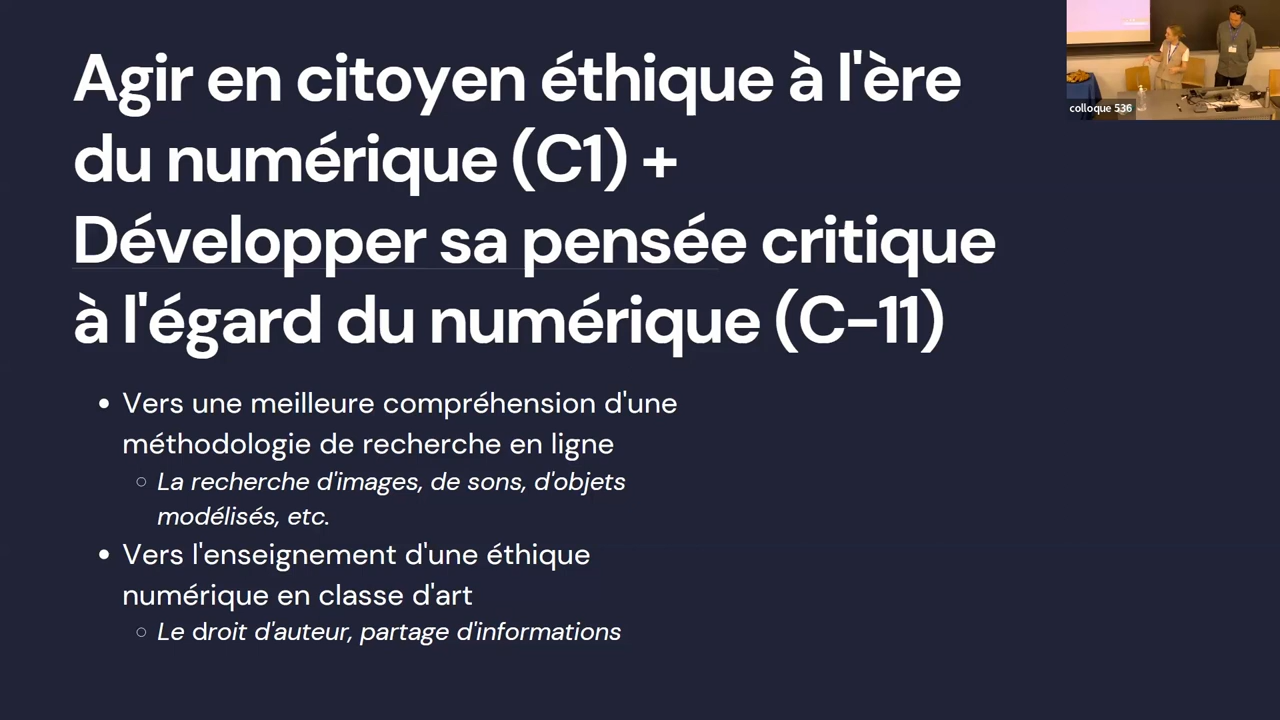 Agir en citoyen éthique à l'ère
du numérique (C1) +
Développer sa pensée critique
à l'égard du numérique (C-11)
• Vers une meilleure compréhension d'une
méthodologie de recherche en ligne
○ La recherche d'images, de sons, d'objets
modélisés, etc.
• Vers l'enseignement d'une éthique
numérique en classe d'art
○ Le droit d'auteur, partage d'informations
colloque 536